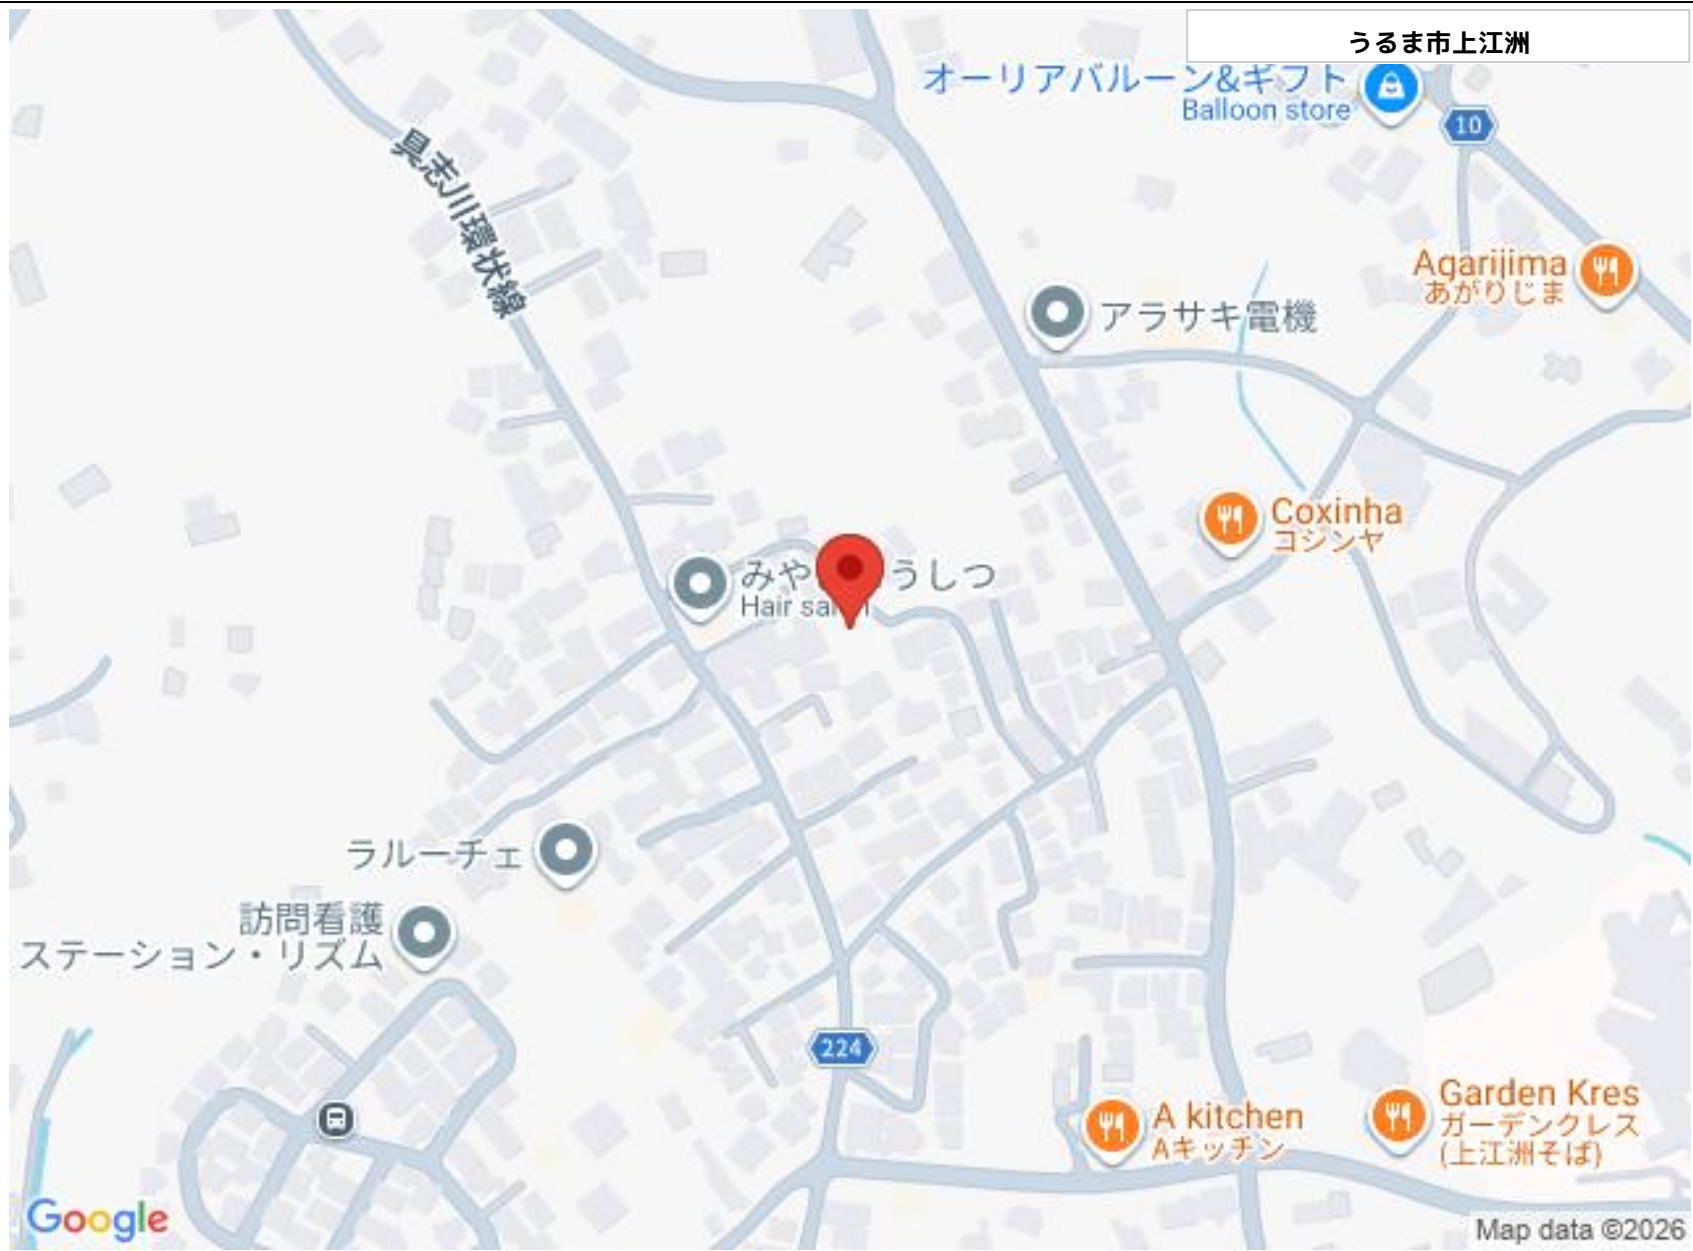 うるま市上江洲
オーリアバルーン&ギフト
Balloon store
10
具志川環状線
Agarijima
あがりじま
アラサキ電機
Coxinha
コシンヤ
みや
うしつ
Hair
ラルーチェ
訪問看護
ステーション・リズム
224
A kitchen
Aキッチン
Garden Kres
ガーデンクレス
(上江洲そば)
Google
Map data ©2026